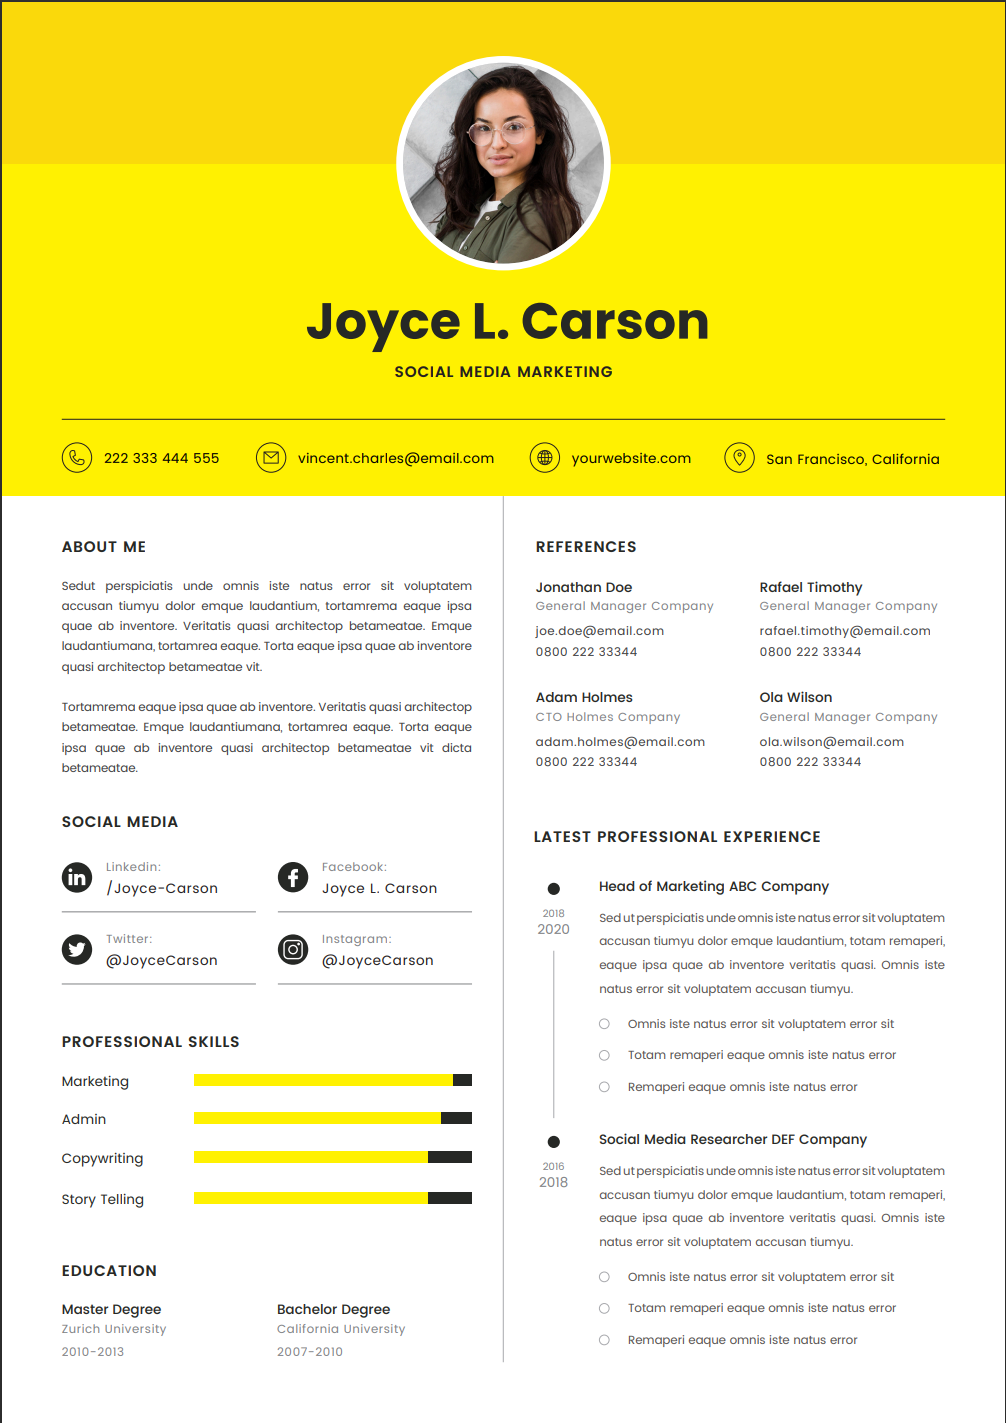 Joyce L. Carson
SOCIAL MEDIA MARKETING
222 333 444 555
vincent.charles@email.com
yourwebsite.com
San Francisco, California
ABOUT ME
Sedut perspiciatis unde omnis iste natus error sit voluptatem
accusan tiumyu dolor emque laudantium, tortamrema eaque ipsa
quae ab inventore. Veritatis quasi architectop betameatae. Emque
laudantiumana, tortamrea eaque. Torta eaque ipsa quae ab inventore
quasi architectop betameatae vit.
Tortamrema eaque ipsa quae ab inventore. Veritatis quasi architectop
betameatae. Emque laudantiumana, tortamrea eaque. Torta eaque
ipsa quae ab inventore quasi architectop betameatae vit dicta
betameatae.
SOCIAL MEDIA
in
Linkedin:
/Joyce-Carson
f
Facebook:
Joyce L. Carson
Twitter:
@JoyceCarson
Instagram:
@JoyceCarson
PROFESSIONAL SKILLS
Marketing
Admin
Copywriting
Story Telling
EDUCATION
Master Degree
Zurich University
2010-2013
Bachelor Degree
California University
2007-2010
REFERENCES
Jonathan Doe
General Manager Company
joe.doe@email.com
0800 222 33344
Rafael Timothy
General Manager Company
rafael.timothy@email.com
0800 222 33344
Adam Holmes
CTO Holmes Company
adam.holmes@email.com
0800 222 33344
Ola Wilson
General Manager Company
ola.wilson@email.com
0800 222 33344
LATEST PROFESSIONAL EXPERIENCE
2018
2020
Head of Marketing ABC Company
Sed ut perspiciatis unde omnis iste natus error sit voluptatem
accusan tiumyu dolor emque laudantium, totam remaperi,
eaque ipsa quae ab inventore veritatis quasi. Omnis iste
natus error sit voluptatem accusan tiumyu.
Omnis iste natus error sit voluptatem error sit
Totam remaperi eaque omnis iste natus error
Remaperi eaque omnis iste natus error
2016
2018
Social Media Researcher DEF Company
Sed ut perspiciatis unde omnis iste natus error sit voluptatem
accusan tiumyu dolor emque laudantium, totam remaperi,
eaque ipsa quae ab inventore veritatis quasi. Omnis iste
natus error sit voluptatem accusan tiumyu.
Omnis iste natus error sit voluptatem error sit
Totam remaperi eaque omnis iste natus error
Remaperi eaque omnis iste natus error